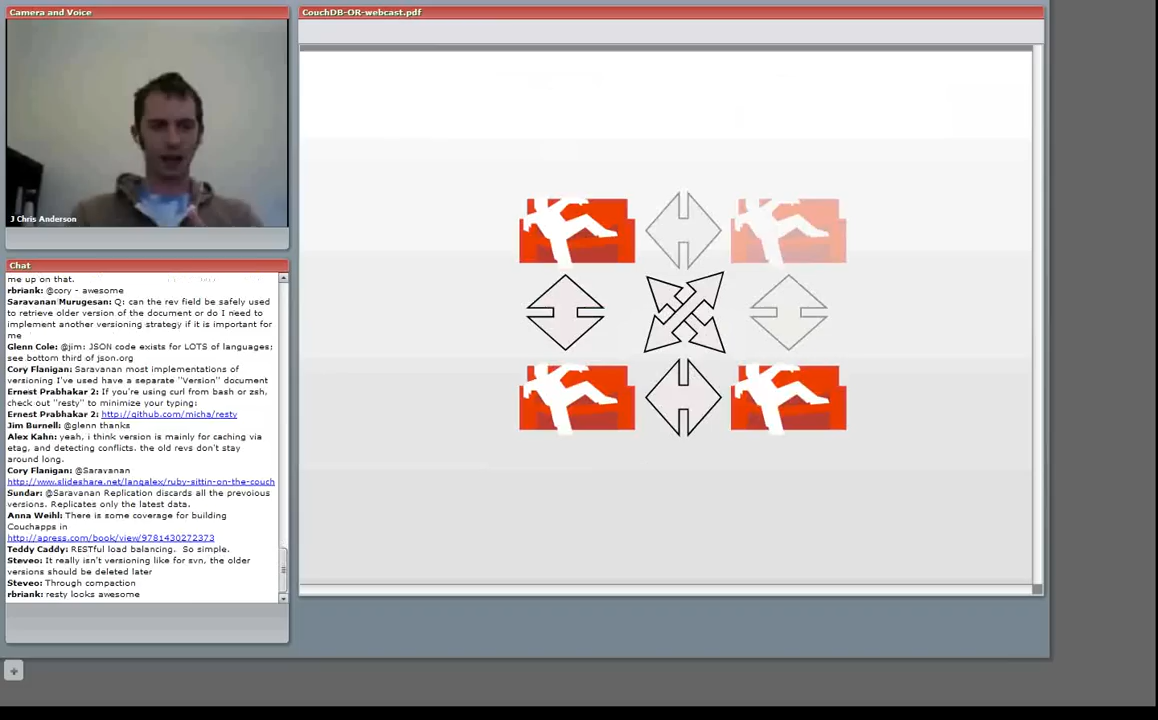 Camera and Voice
CouchDB-OR-webcast.pdf
J Chris Anderson
Chat
me up on that.
rbriank: @cory - awesome
Saravanan Murugesan: Q: can the rev field be safely used
to retrieve older version of the document or do I need to
implement another versioning strategy if it is important for
me
Glenn Cole: @jim: JSON code exists for LOTS of languages;
see bottom third of json.org
Cory Flanigan: Saravanan most implementations of
versioning I've used have a separate "Version" document
Ernest Prabhakar 2: If you're using curl from bash or zsh,
check out "resty" to minimize your typing:
Ernest Prabhakar 2: http://github.com/micha/resty
Jim Burnell: @glenn thanks
Alex Kahn: yeah, i think version is mainly for caching via
etag, and detecting conflicts. the old revs don't stay
around long.
Cory Flanigan: @Saravanan
http://www.slideshare.net/langalex/ruby-sittin-on-the-couch
Sundar: @Saravanan Replication discards all the prevoious
versions. Replicates only the latest data.
Anna Weihl: There is some coverage for building
Couchapps in
http://apress.com/book/view/9781430272373
Teddy Caddy: RESTful load balancing. So simple.
Steveo: It really isn't versioning like for svn, the older
versions should be deleted later
Steveo: Through compaction
rbriank: resty looks awesome